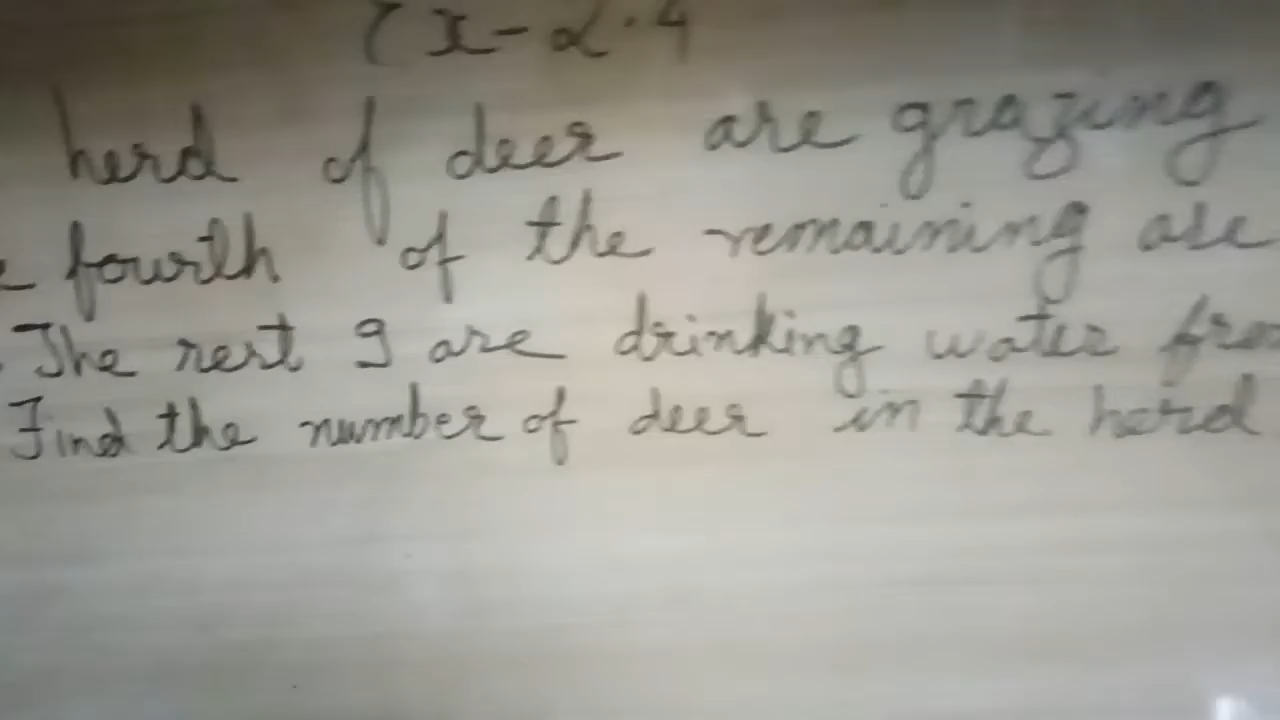 Ex-2.4
herd of deer are grazing
fourth of the remaining are
The rest 9 are drinking water
Find the number of deer in the herd